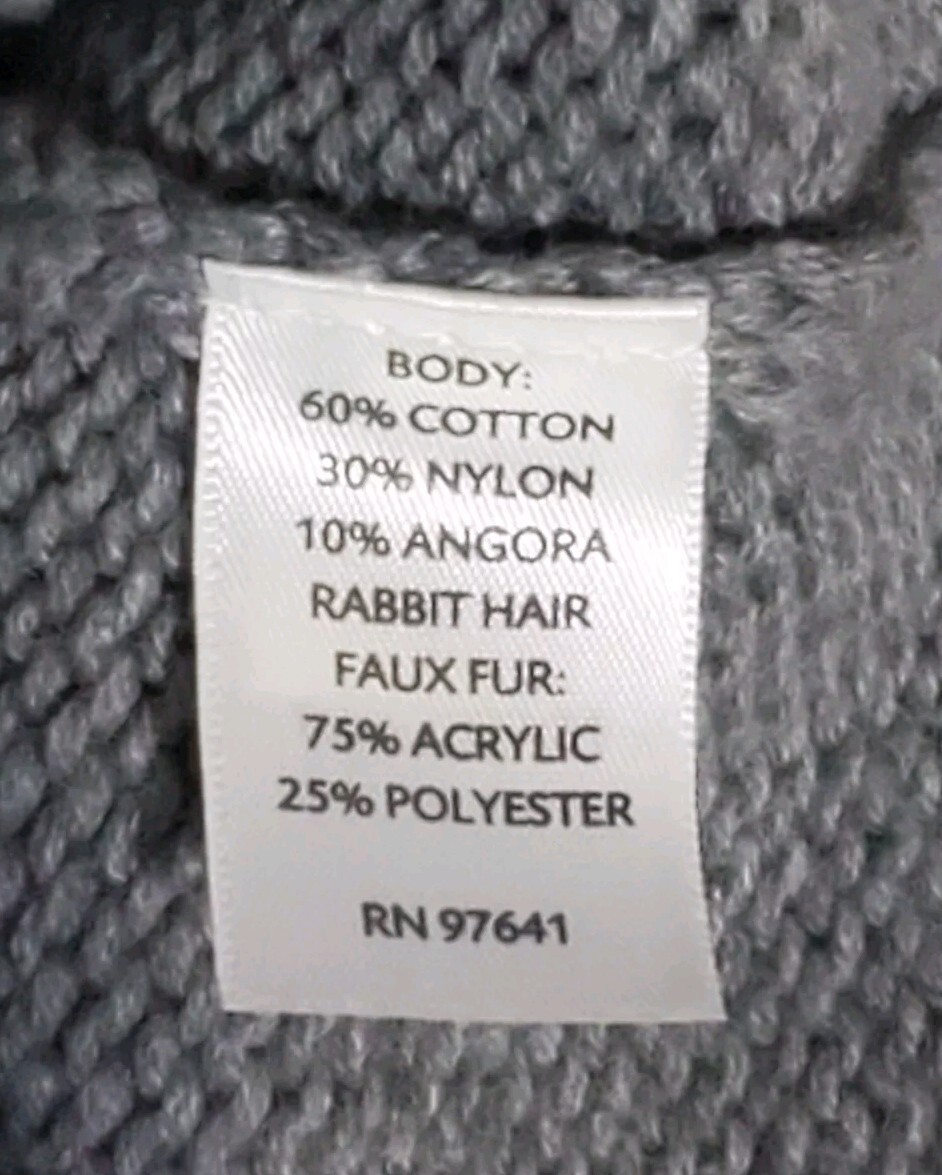 BODY:
60% COTTON
30% NYLON
10% ANGORA
RABBIT HAIR
FAUX FUR:
75% ACRYLIC
25% POLYESTER
RN 97641